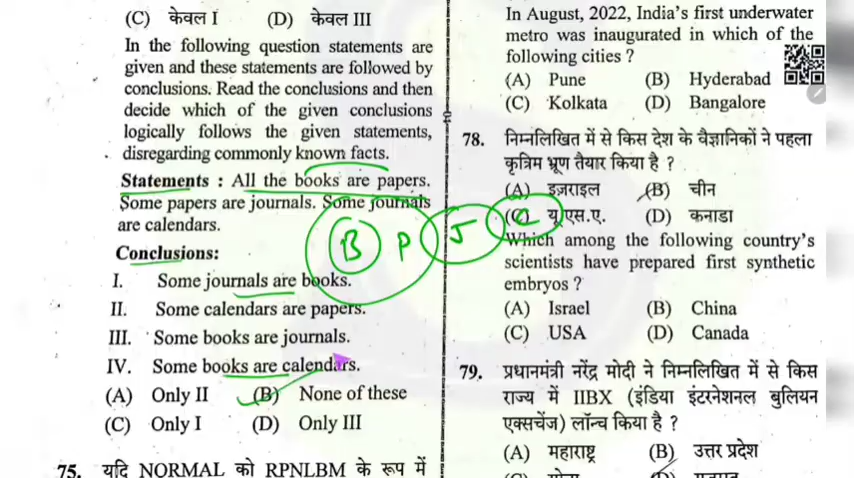 (C) केवल I (D) केवल III
In the following question statements are
given and these statements are followed by
conclusions. Read the conclusions and then
decide which of the given conclusions
logically follows the given statements,
disregarding commonly known facts.
Statements : All the books are papers.
Some papers are journals. Some journals
are calendars.
Conclusions:
I. Some journals are books.
II. Some calendars are papers.
III. Some books are journals.
IV. Some books are calendars.
(A) Only II (B) None of these
(C) Only I (D) Only III
75. यदि NORMAL को RPNLBM के रूप में
B P J C
In August, 2022, India's first underwater
metro was inaugurated in which of the
following cities ?
(A) Pune (B) Hyderabad
(C) Kolkata (D) Bangalore
78. निम्नलिखित में से किस देश के वैज्ञानिकों ने पहला
कृत्रिम भ्रूण तैयार किया है ?
(A) इज़राइल (B) चीन
(C) यू.एस.ए. (D) कनाडा
Which among the following country's
scientists have prepared first synthetic
embryos ?
(A) Israel (B) China
(C) USA (D) Canada
79. प्रधानमंत्री नरेंद्र मोदी ने निम्नलिखित में से किस
राज्य में IIBX (इंडिया इंटरनेशनल बुलियन
एक्सचेंज) लॉन्च किया है ?
(A) महाराष्ट्र (B) उत्तर प्रदेश